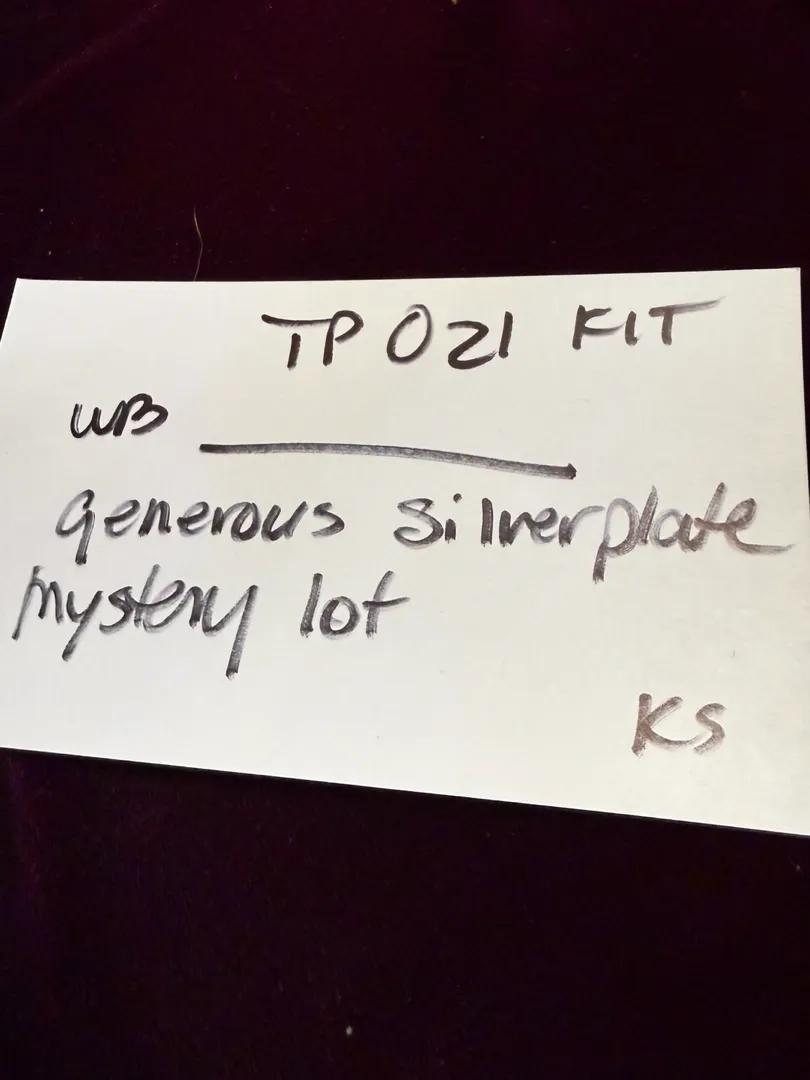 TP 021 KIT
WB
generous silverplate
mystery lot
KS